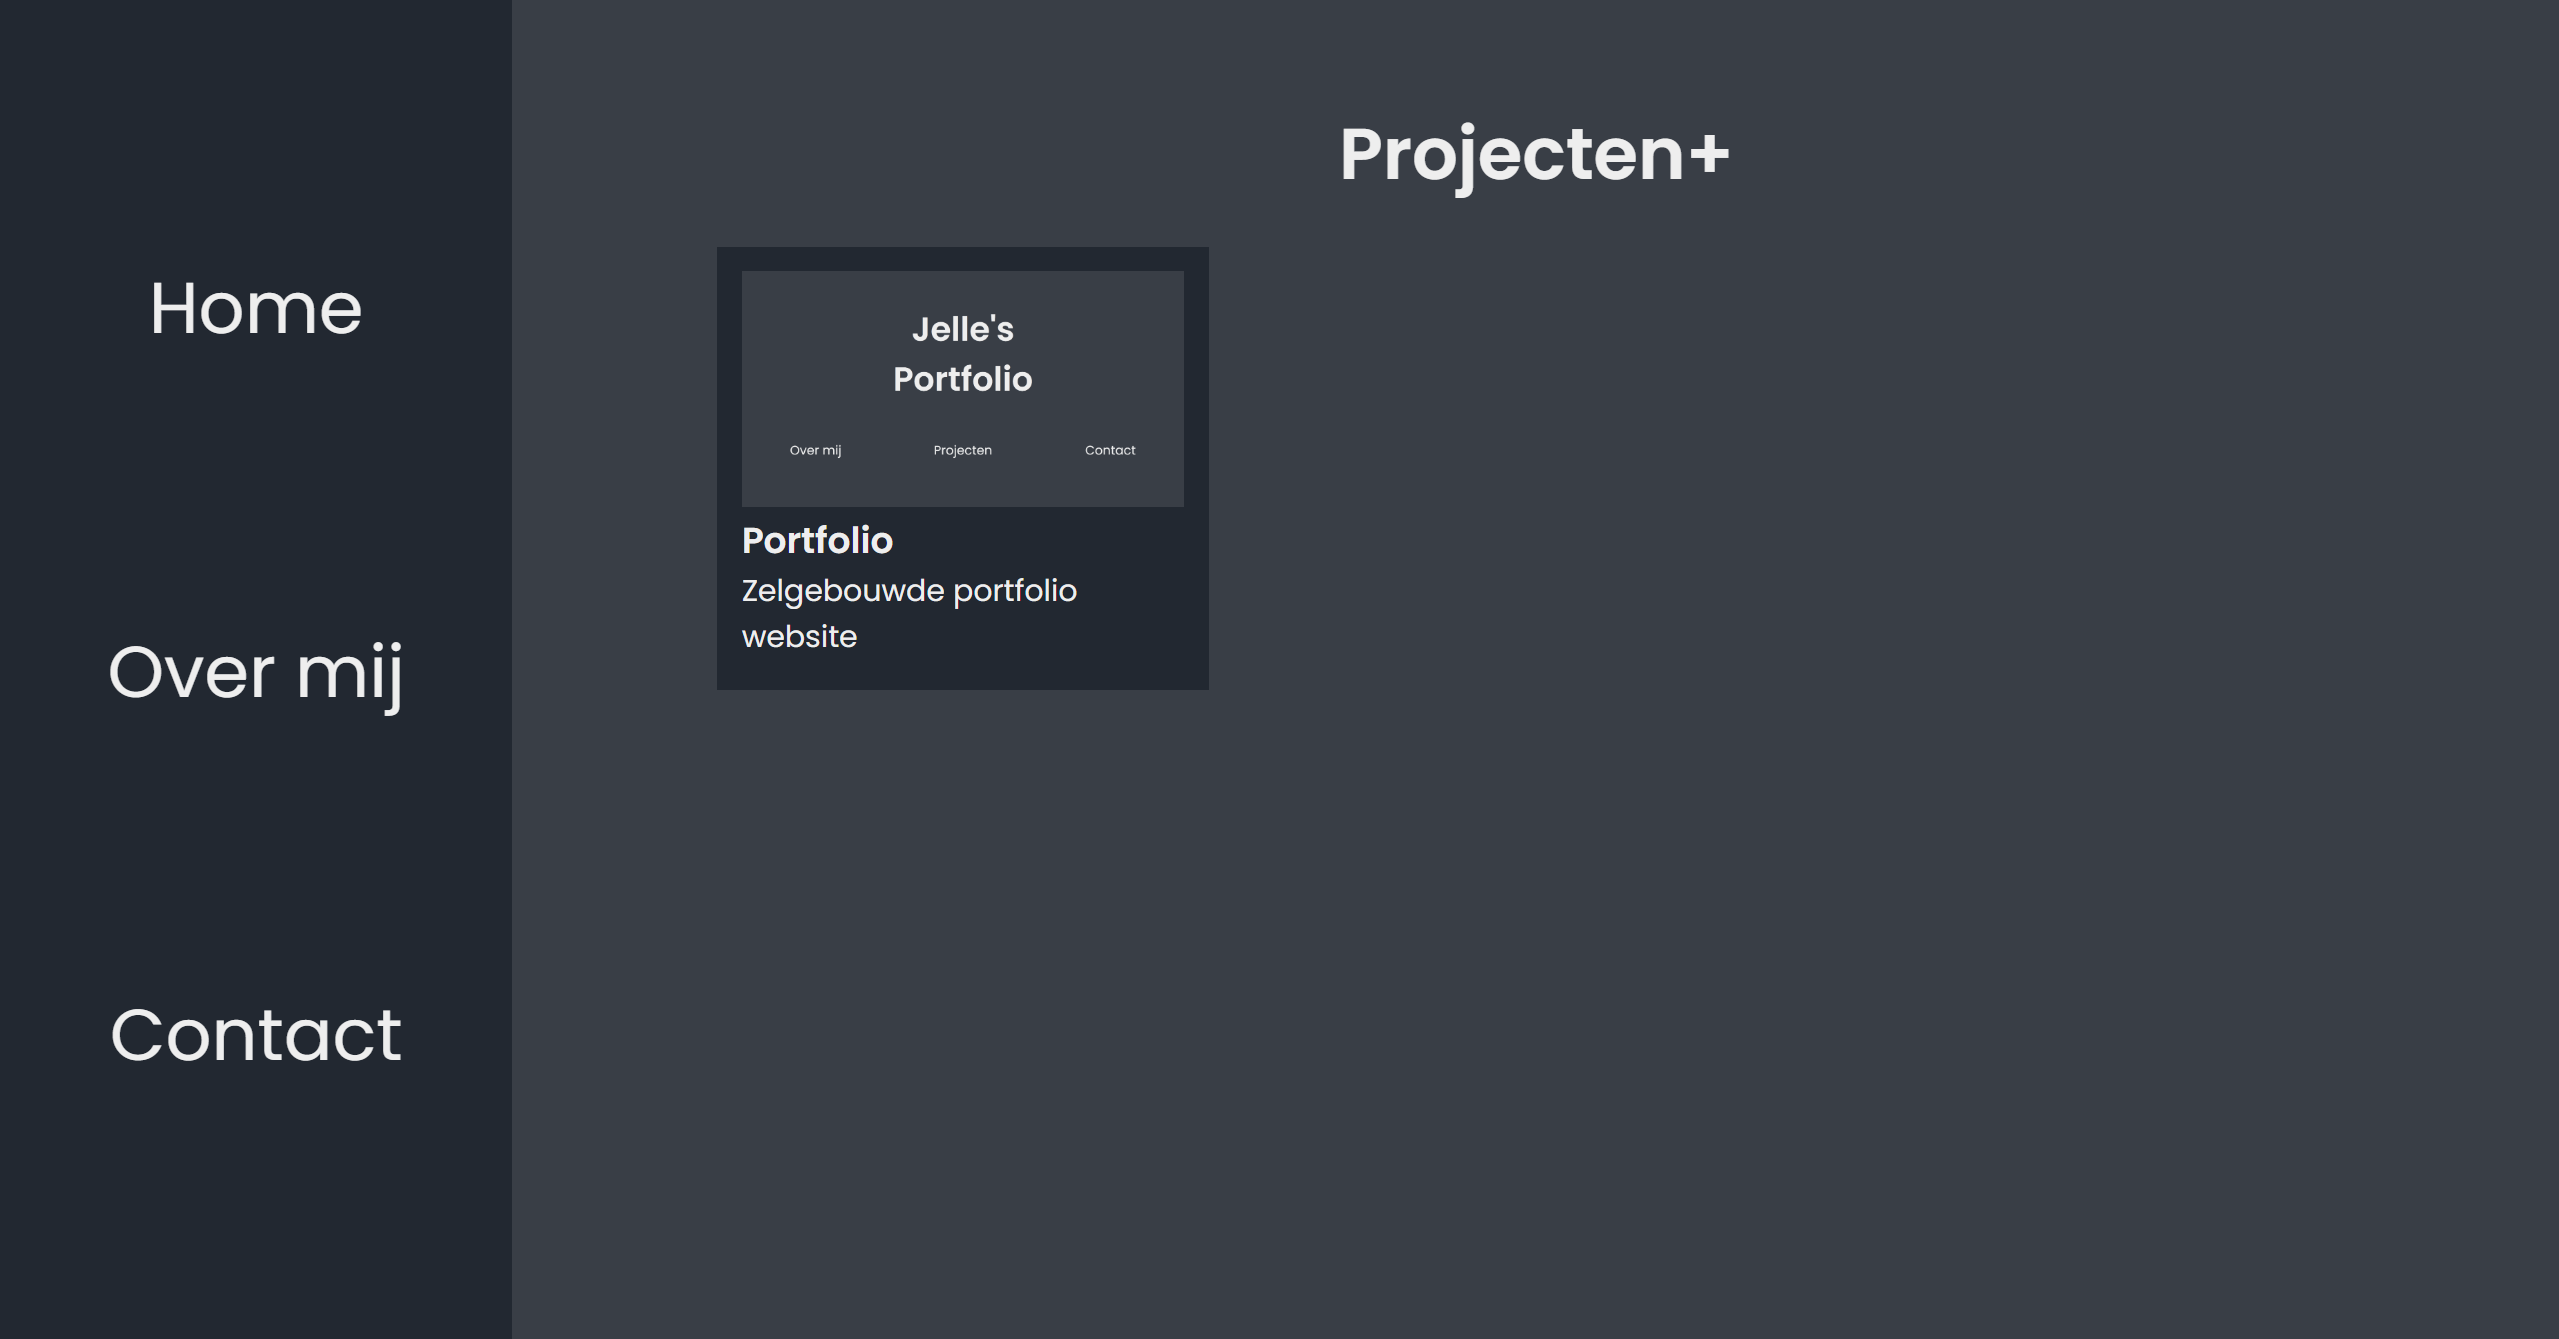 Home
Over mij
Contact
Projecten+
Jelle's
Portfolio
Over mij
Projecten
Contact
Portfolio
Zelgebouwde portfolio
website